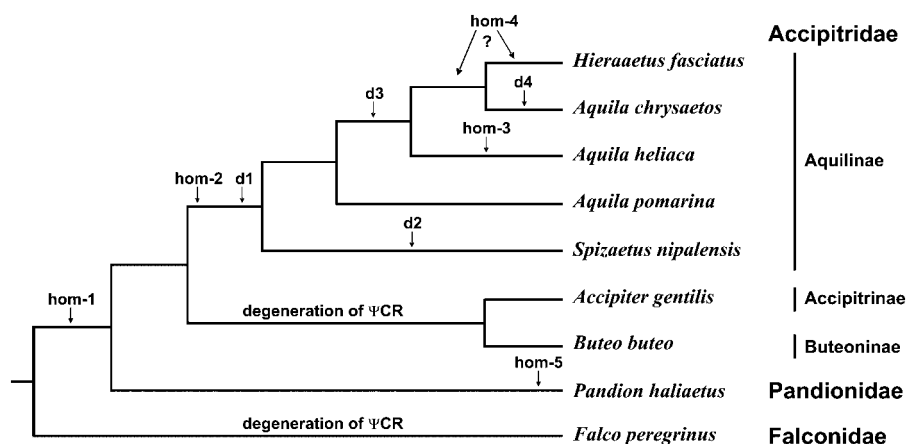 hom-4
?
Accipitridae
Hieraaetus fasciatus
d4
Aquila chrysaetos
d3
hom-3
Aquila heliaca
Aquilinae
hom-2 d1
Aquila pomarina
d2
Spizaetus nipalensis
hom-1
degeneration of ΨCR
Accipiter gentilis
Accipitrinae
Buteo buteo
Buteoninae
hom-5
Pandion haliaetus
Pandionidae
degeneration of ΨCR
Falco peregrinus
Falconidae